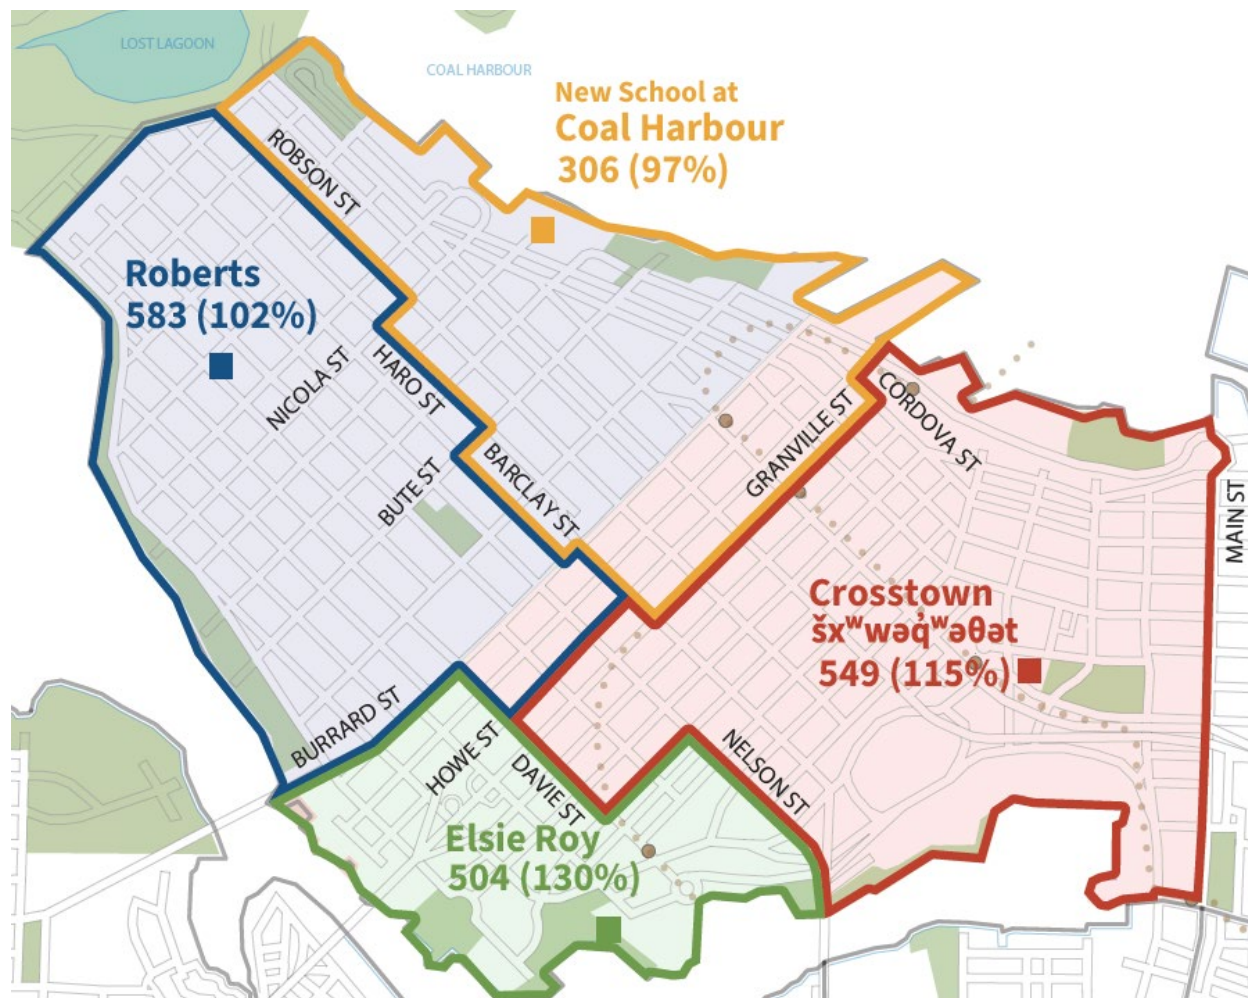 LOST LAGOON
COAL HARBOUR
New School at
Coal Harbour
306 (97%)
ROBSON ST
Roberts
583 (102%)
NICOLA ST
HARO ST
BUTE ST
BARCLAY ST
GRANVILLE ST
CORDOVA ST
MAIN ST
Crosstown
šxʷwəq̓ʷəθət
549 (115%)
BURRARD ST
HOWE ST
DAVIE ST
NELSON ST
Elsie Roy
504 (130%)